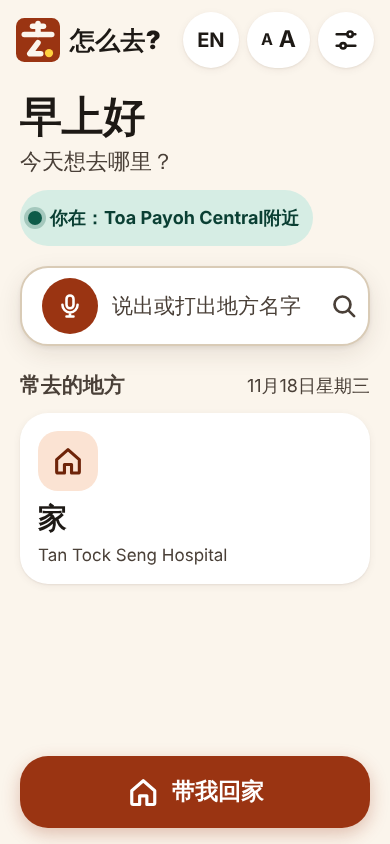 去
怎么去?
EN
A A
早上好
今天想去哪里？
你在：Toa Payoh Central附近
说出或打出地方名字
常去的地方
11月18日星期三
家
Tan Tock Seng Hospital
带我回家